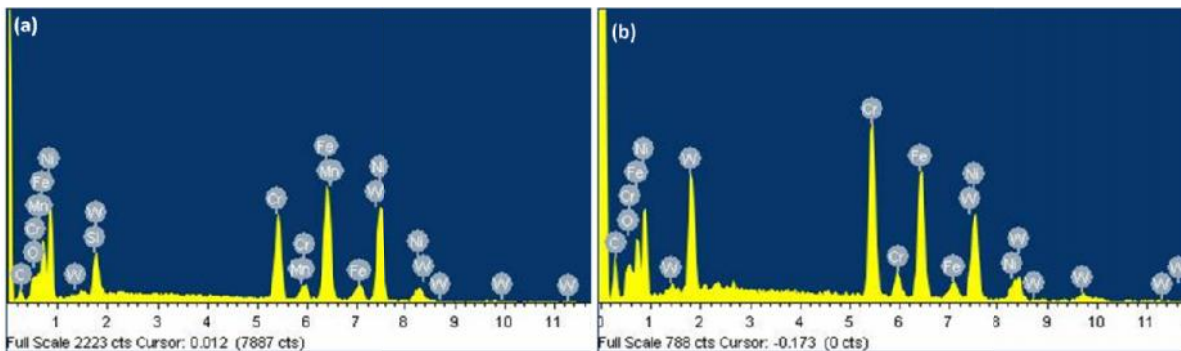 (a)
Ni
Fe
Mn
Cr
O
C
W
W
Si
Cr
Cr
Mn
Fe
Mn
Fe
Ni
W
Ni
W
W
W
W
1 2 3 4 5 6 7 8 9 10 11
Full Scale 2223 cts Cursor: 0.012 (7887 cts)
(b)
Ni
Fe
Cr
O
C
W
W
Cr
Cr
Fe
Fe
Ni
W
W
Ni
W
W
W
W
0 1 2 3 4 5 6 7 8 9 10 11
Full Scale 788 cts Cursor: -0.173 (0 cts)